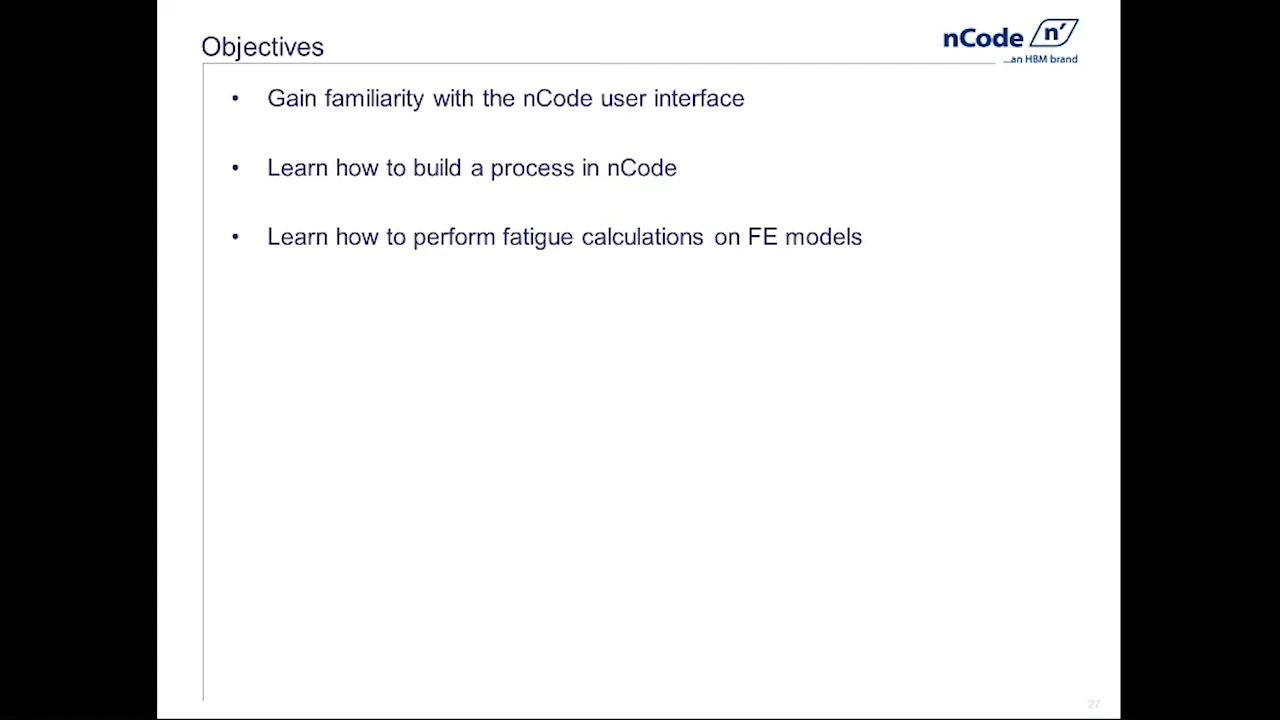 Objectives
nCode n'
...an HBM brand
• Gain familiarity with the nCode user interface
• Learn how to build a process in nCode
• Learn how to perform fatigue calculations on FE models
27